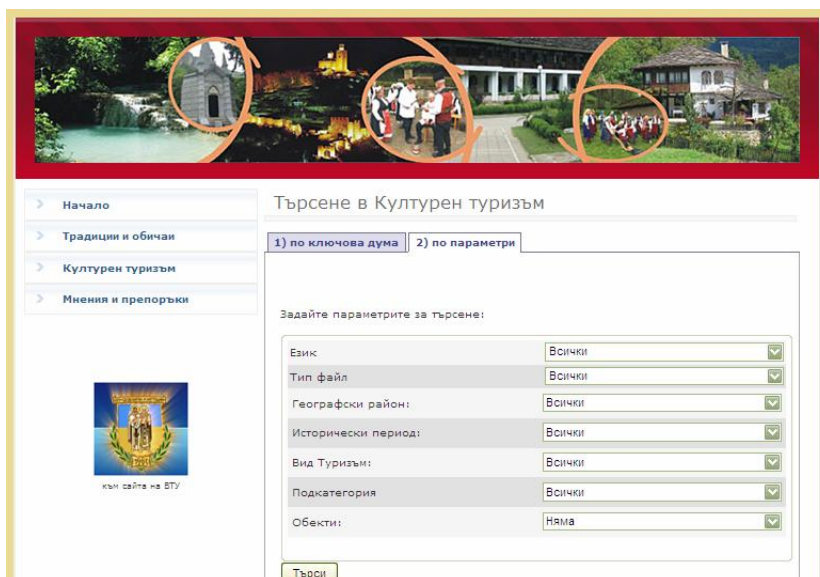 Начало
Традиции и обичаи
Културен туризъм
Мнения и препоръки
към сайта на ВТУ
Търсене в Културен туризъм
1) по ключова дума 2) по параметри
Задайте параметрите за търсене:
Език Всички
Тип файл Всички
Географски район: Всички
Исторически период: Всички
Вид Туризъм: Всички
Подкатегория Всички
Обекти: Няма
Търси